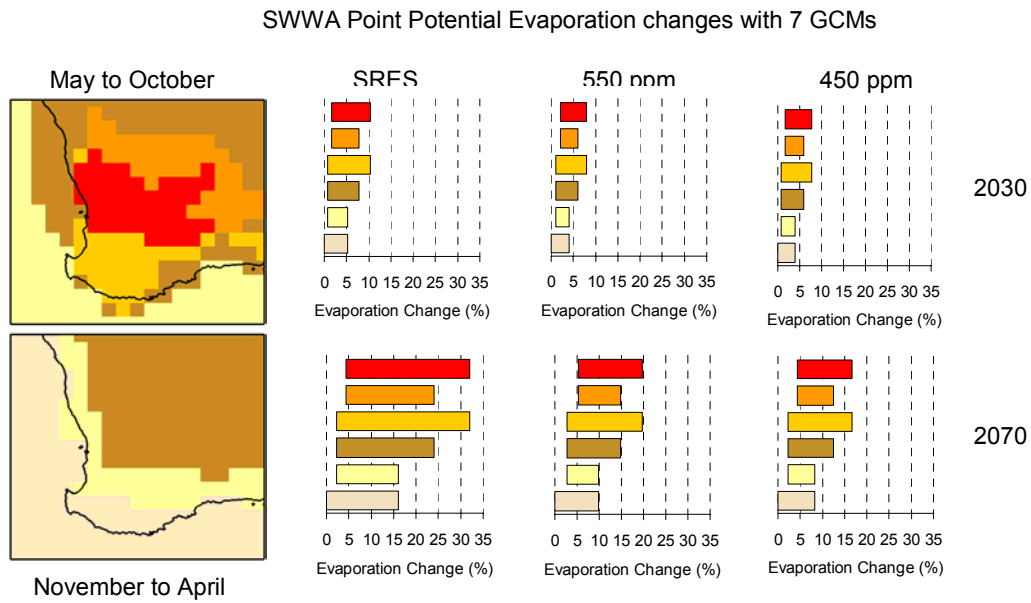 SWWA Point Potential Evaporation changes with 7 GCMs
May to October
SRES
550 ppm
450 ppm
0 5 10 15 20 25 30 35
Evaporation Change (%)
0 5 10 15 20 25 30 35
Evaporation Change (%)
0 5 10 15 20 25 30 35
Evaporation Change (%)
2030
0 5 10 15 20 25 30 35
Evaporation Change (%)
0 5 10 15 20 25 30 35
Evaporation Change (%)
0 5 10 15 20 25 30 35
Evaporation Change (%)
2070
November to April